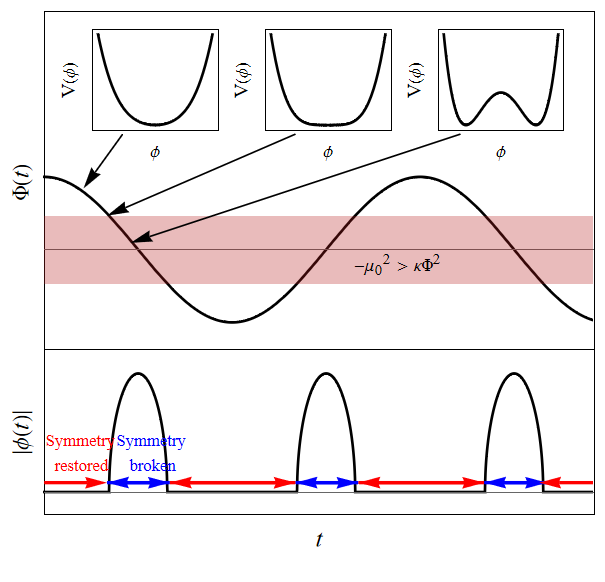 V(ϕ)
V(ϕ)
V(ϕ)
ϕ
ϕ
ϕ
Φ(t)
−μ₀² > κΦ²
|ϕ(t)|
Symmetry Symmetry
restored broken
t